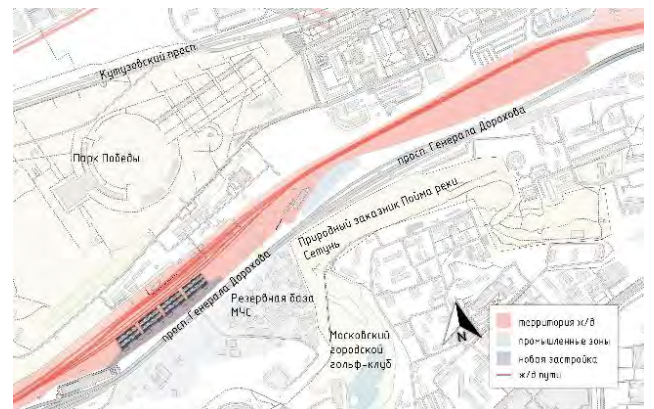 Кутузовский просп.
Парк Победы
просп. Генерала Дорохова
Природный заказник Пойма реки
Сетунь
просп. Генерала Дорохова
Резервная база
МЧС
Московский
городской
гольф-клуб
N
территория ж/д
промышленные зоны
новая застройка
ж/д пути